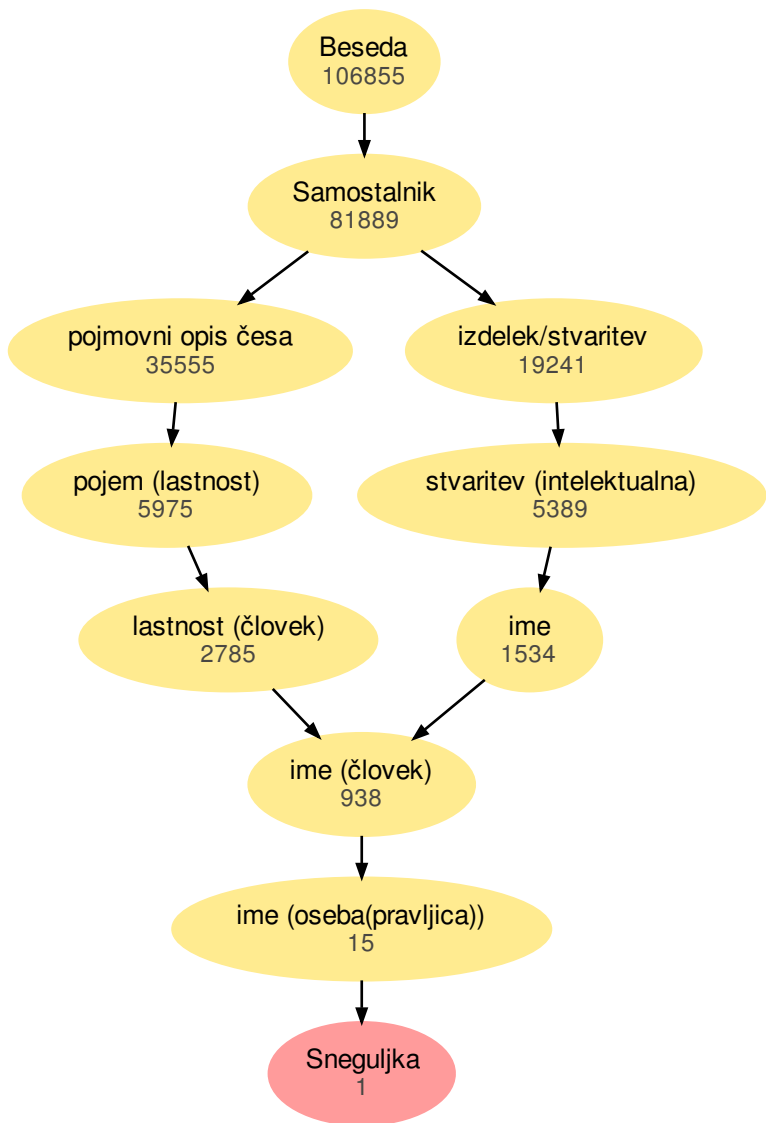 Beseda
106855
Samostalnik
81889
pojmovni opis česa
35555
izdelek/stvaritev
19241
pojem (lastnost)
5975
stvaritev (intelektualna)
5389
lastnost (človek)
2785
ime
1534
ime (človek)
938
ime (oseba(pravljica))
15
Sneguljka
1